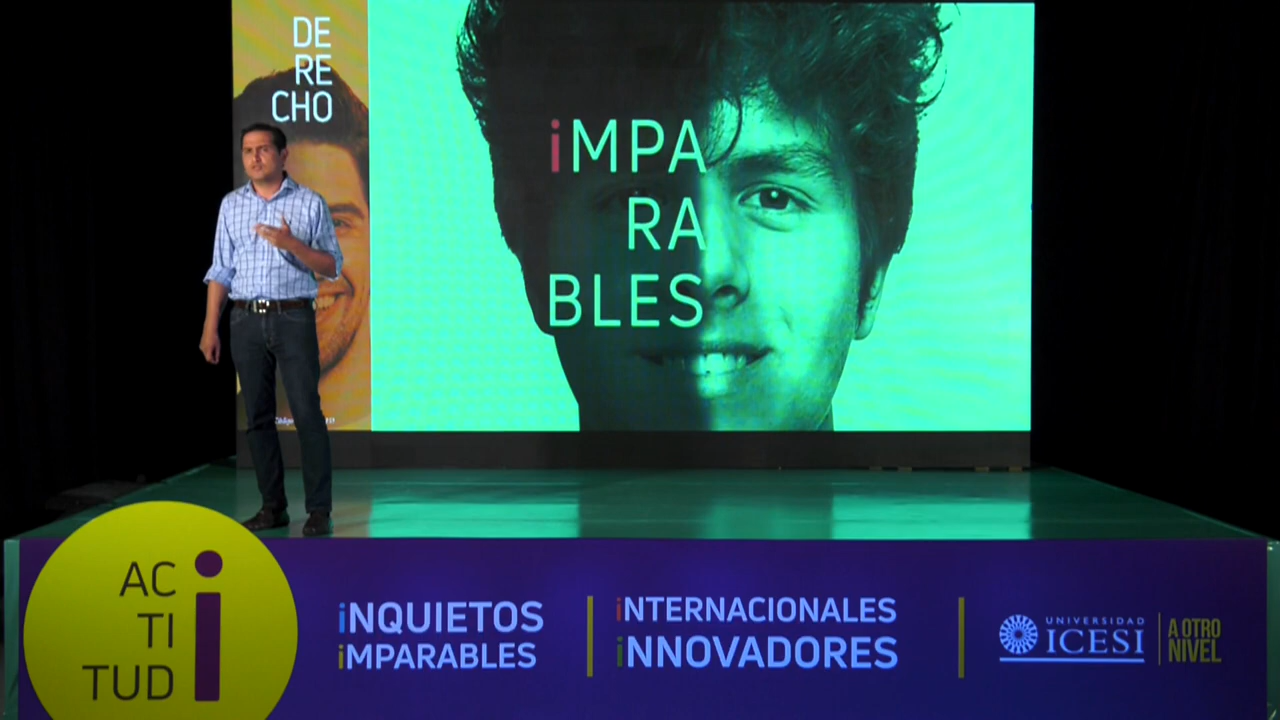 DE
RE
CHO
iMPA
RA
BLES
AC
TI
TUD
i
iNQUIETOS
iMPARABLES
iNTERNACIONALES
iNNOVADORES
UNIVERSIDAD
ICESI
A OTRO
NIVEL